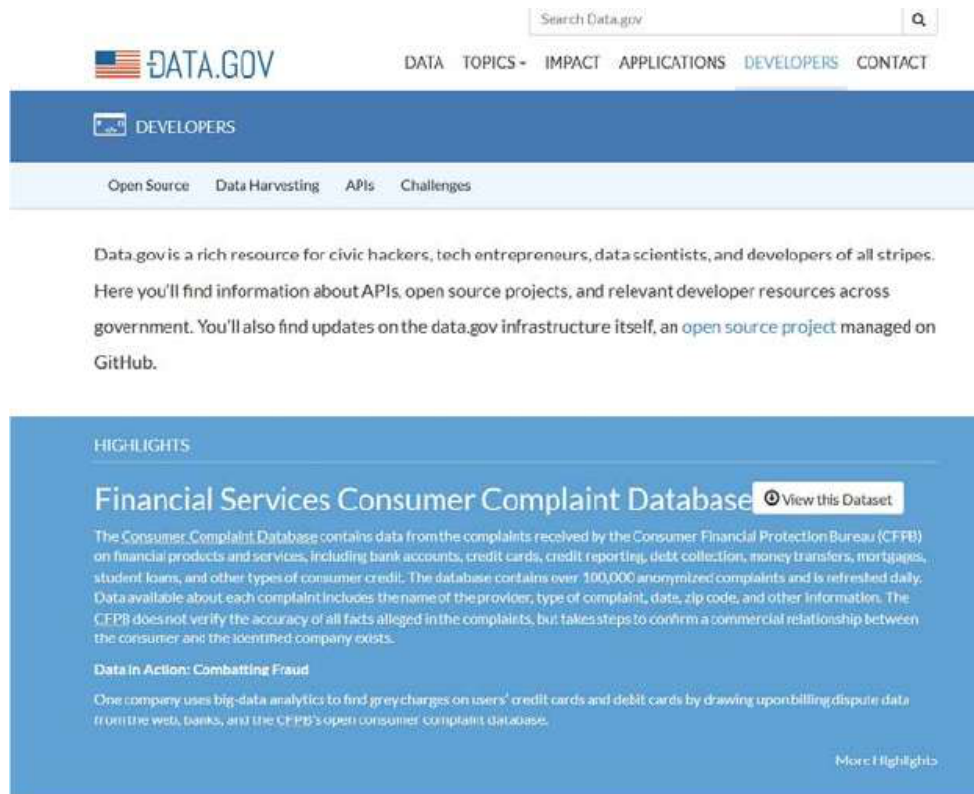 Search Data.gov
DATA.GOV
DATA TOPICS IMPACT APPLICATIONS DEVELOPERS CONTACT
DEVELOPERS
Open Source Data Harvesting APIs Challenges
Data.gov is a rich resource for civic hackers, tech entrepreneurs, data scientists, and developers of all stripes.
Here you'll find information about APIs, open source projects, and relevant developer resources across
government. You'll also find updates on the data.gov infrastructure itself, an open source project managed on
GitHub.
HIGHLIGHTS
Financial Services Consumer Complaint Database View this Dataset
The Consumer Complaint Database contains data from the complaints received by the Consumer Financial Protection Bureau (CFPB)
on financial products and services, including bank accounts, credit cards, credit reporting, debt collection, money transfers, mortgages,
student loans, and other types of consumer credit. The database contains over 100,000 anonymized complaints and is refreshed daily.
Data available about each complaint includes the name of the provider, type of complaint, date, zip code, and other information. The
CFPB does not verify the accuracy of all facts alleged in the complaints, but takes steps to confirm a commercial relationship between
the consumer and the identified company exists.
Data in Action: Combatting Fraud
One company uses big-data analytics to find grey charges on users' credit cards and debit cards by drawing upon billing dispute data
from the web, banks, and the CFPB's open consumer complaint database.
More Highlights